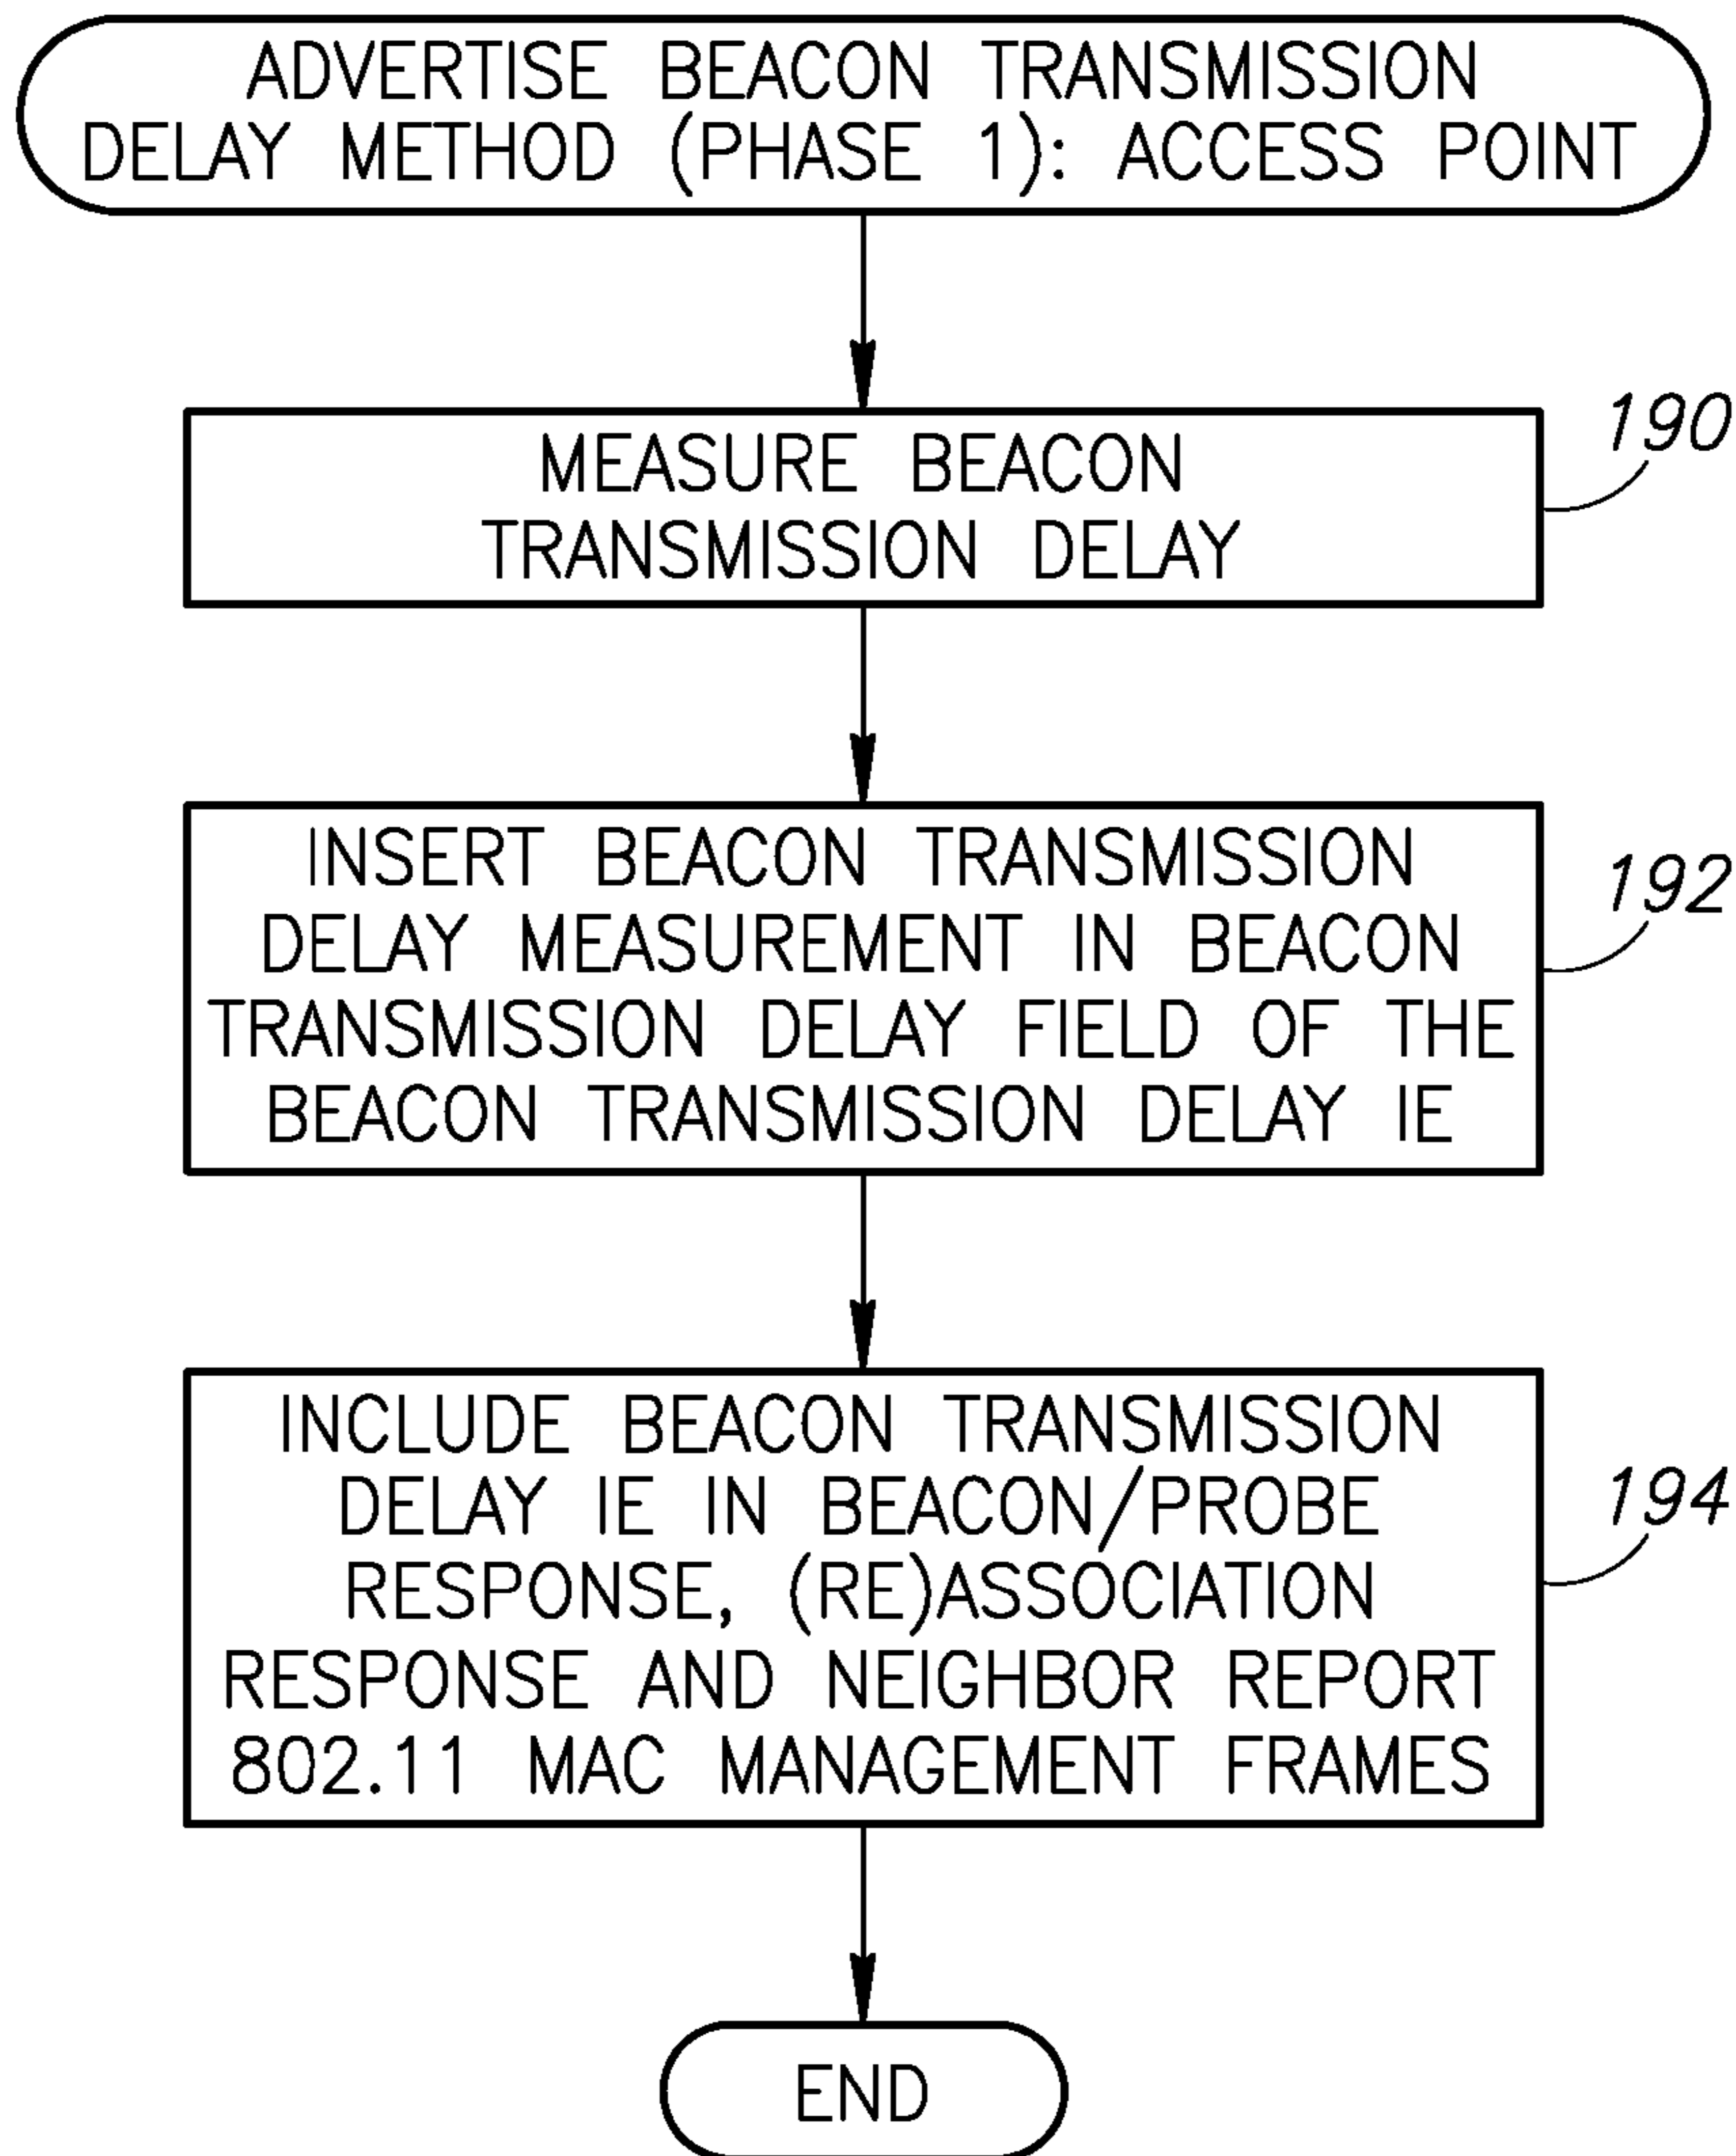 ADVERTISE BEACON TRANSMISSION
DELAY METHOD (PHASE 1): ACCESS POINT
190
MEASURE BEACON
TRANSMISSION DELAY
192
INSERT BEACON TRANSMISSION
DELAY MEASUREMENT IN BEACON
TRANSMISSION DELAY FIELD OF THE
BEACON TRANSMISSION DELAY IE
194
INCLUDE BEACON TRANSMISSION
DELAY IE IN BEACON/PROBE
RESPONSE, (RE)ASSOCIATION
RESPONSE AND NEIGHBOR REPORT
802.11 MAC MANAGEMENT FRAMES
END